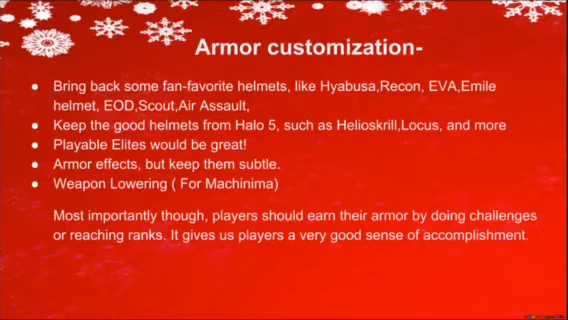 Armor customization-
● Bring back some fan-favorite helmets, like Hyabusa,Recon, EVA,Emile
helmet, EOD,Scout,Air Assault,
● Keep the good helmets from Halo 5, such as Helioskrill,Locus, and more
● Playable Elites would be great!
● Armor effects, but keep them subtle.
● Weapon Lowering ( For Machinima)
Most importantly though, players should earn their armor by doing challenges
or reaching ranks. It gives us players a very good sense of accomplishment.